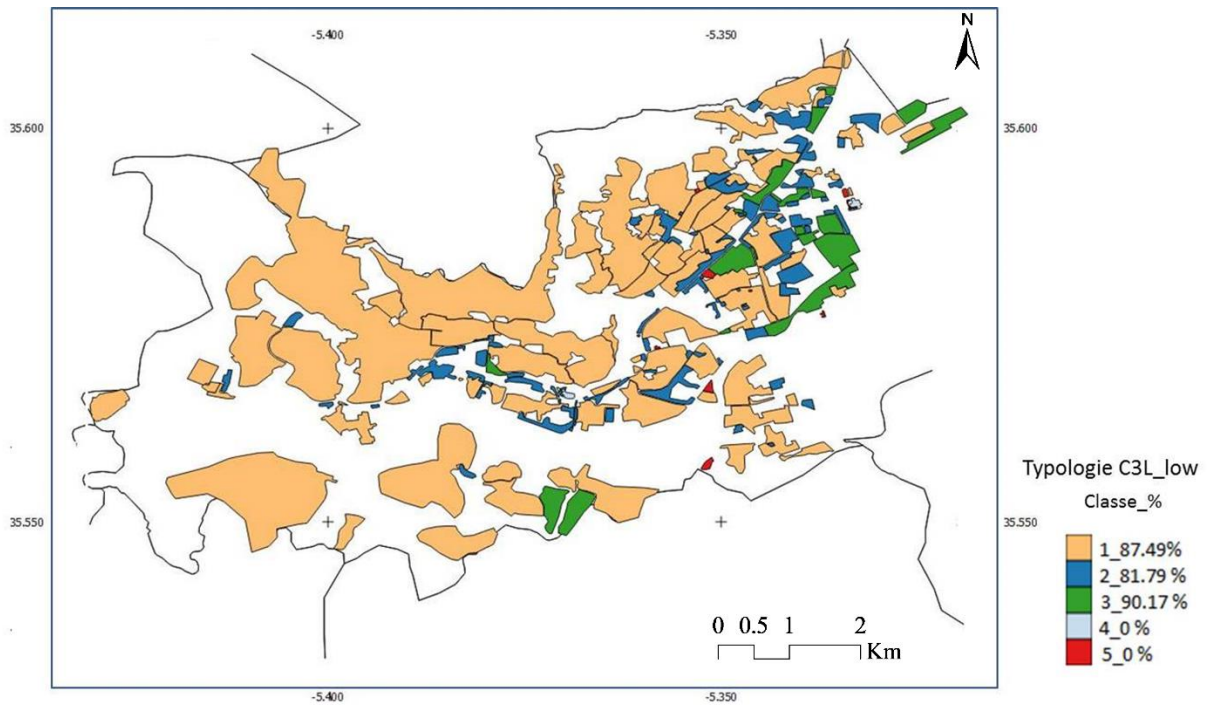 -5.400 -5.350
N
35.600 35.600
35.550 35.550
Typologie C3L_low
Classe_%
1_87.49%
2_81.79 %
3_90.17 %
4_0 %
5_0 %
0 0.5 1 2
Km
-5.400 -5.350